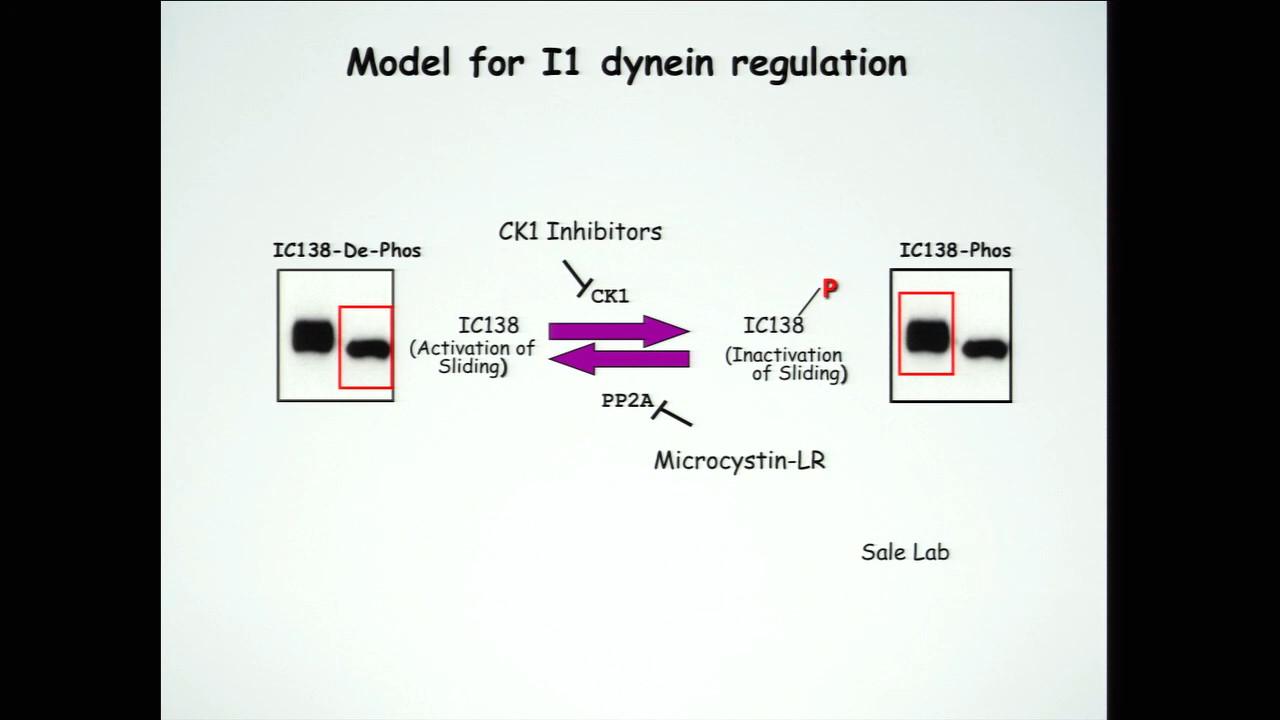 Model for I1 dynein regulation
CK1 Inhibitors
IC138-De-Phos
IC138-Phos
CK1
P
IC138
(Activation of
Sliding)
IC138
(Inactivation
of Sliding)
PP2A
Microcystin-LR
Sale Lab